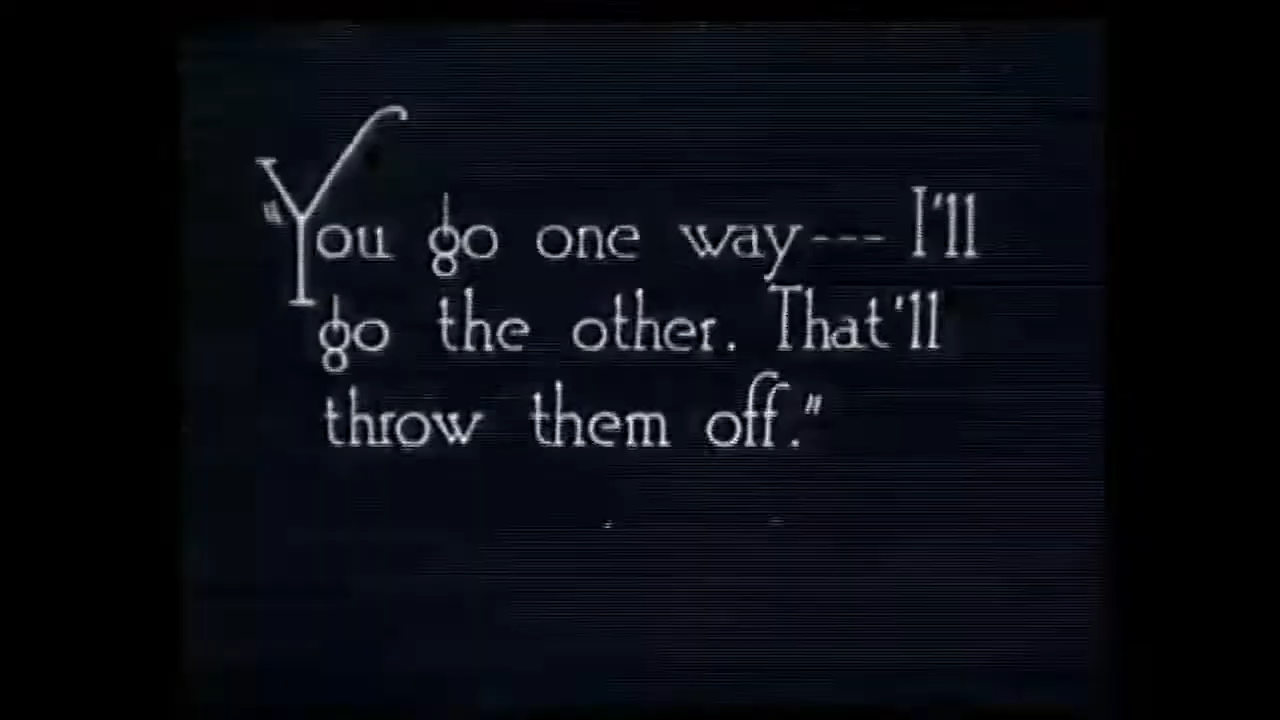 "You go one way--- I'll
go the other. That'll
throw them off."